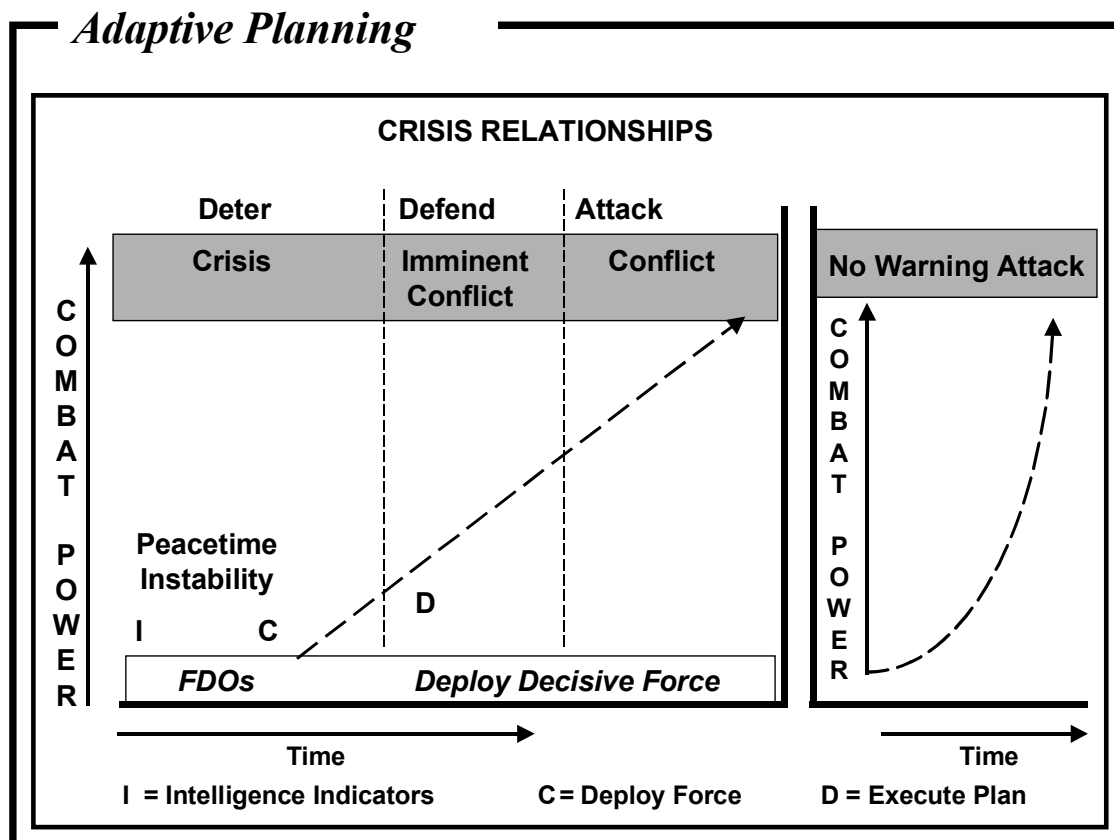 Adaptive Planning
CRISIS RELATIONSHIPS
Deter
Defend
Attack
Crisis
Imminent
Conflict
Conflict
No Warning Attack
COMBAT POWER
COMBAT POWER
Peacetime
Instability
I
C
D
FDOs
Deploy Decisive Force
Time
Time
I = Intelligence Indicators
C = Deploy Force
D = Execute Plan